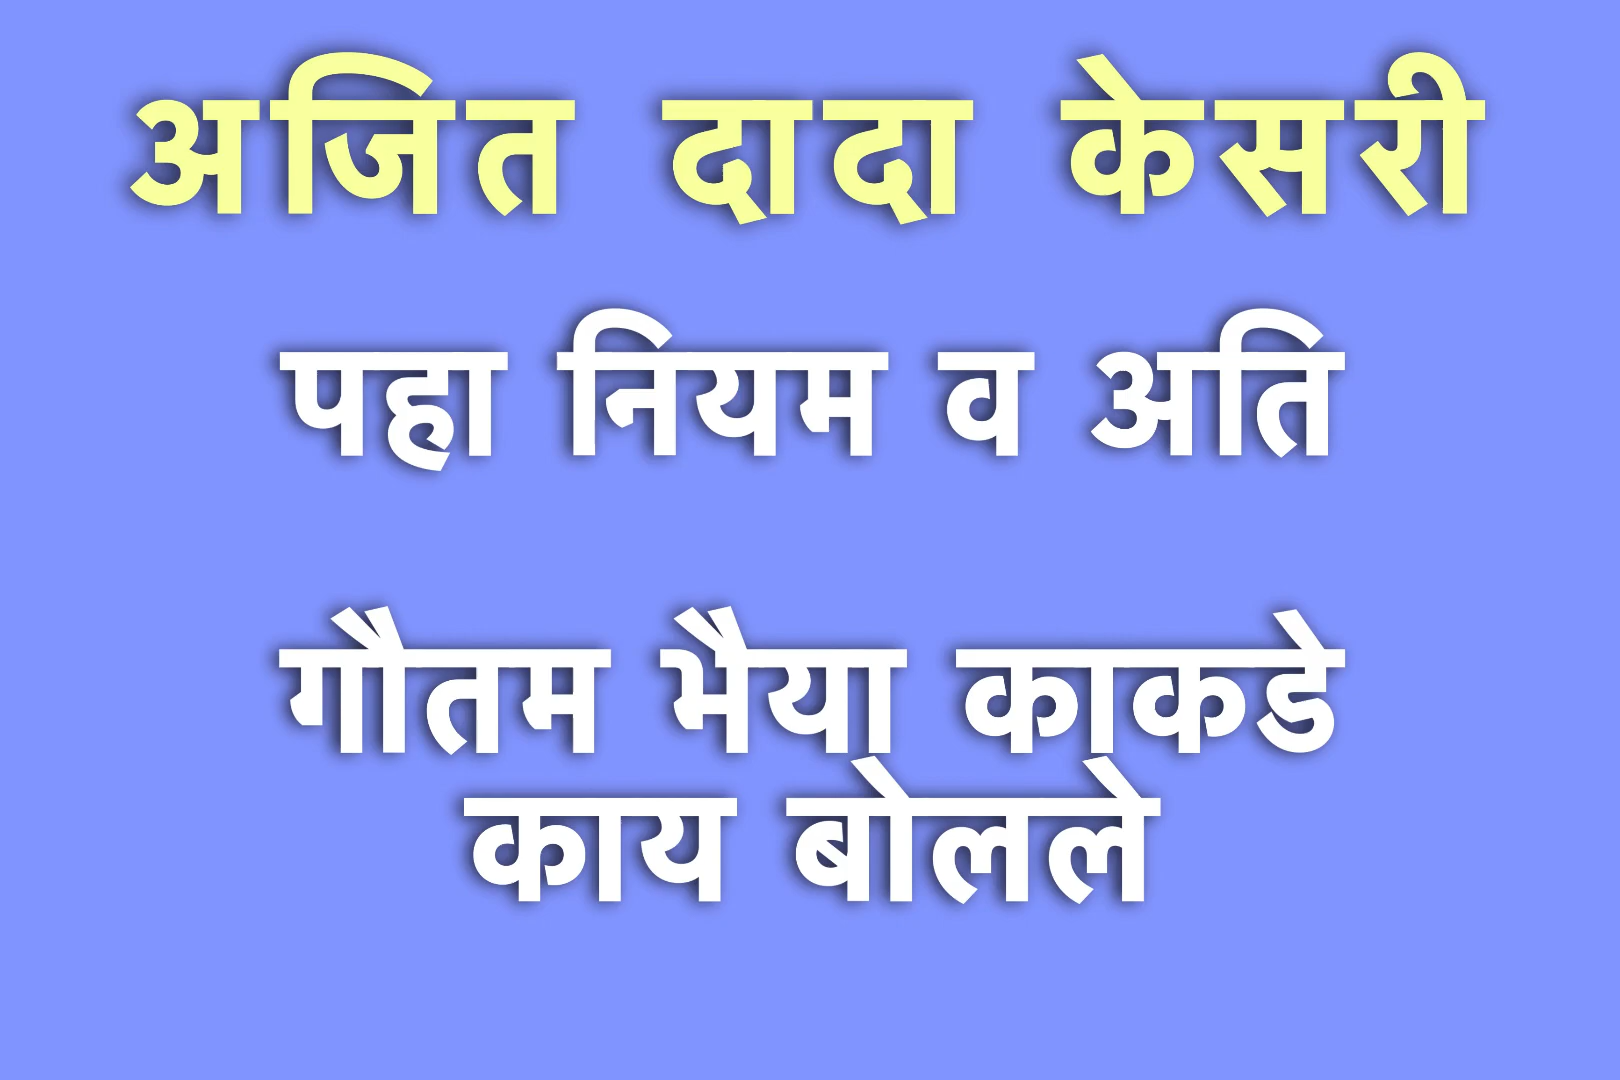 अजित दादा केसरी
पहा नियम व अति
गौतम भैया काकडे
काय बोलले